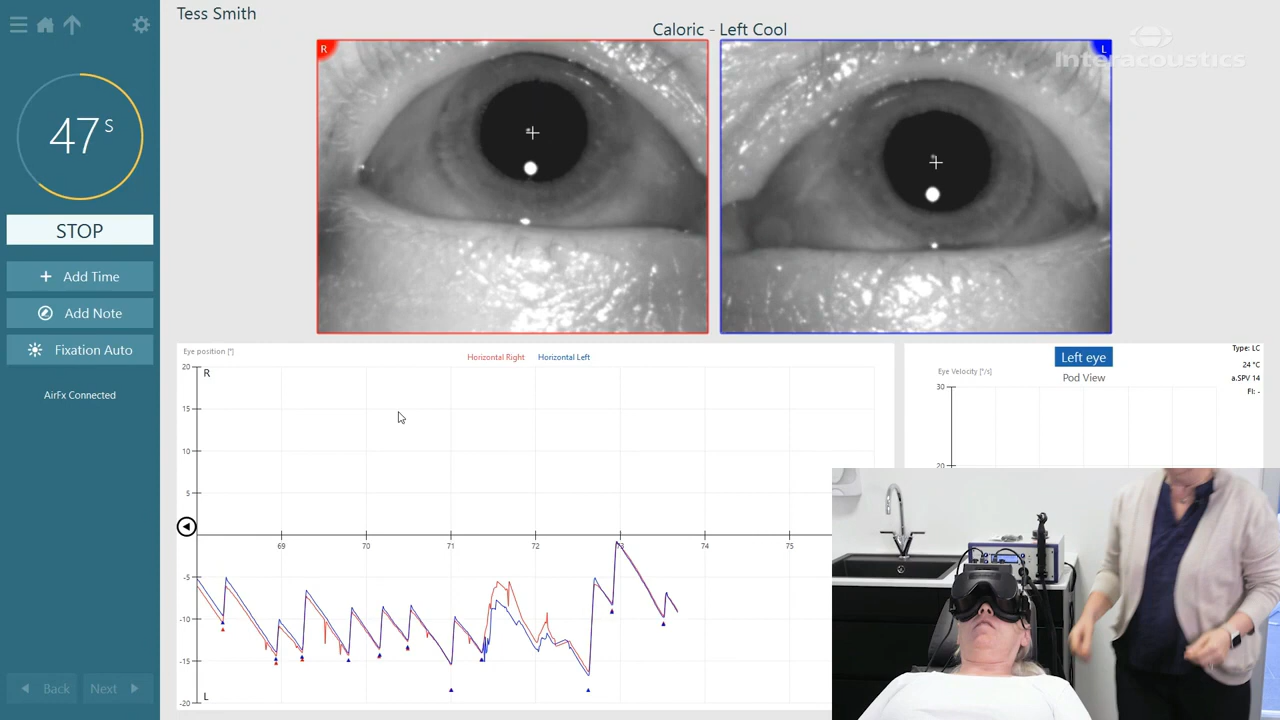 Tess Smith
Caloric - Left Cool
Interacoustics
R
L
47 S
STOP
+ Add Time
Add Note
Fixation Auto
AirFx Connected
Back
Next
Eye position [°]
Horizontal Right
Horizontal Left
20
R
15
10
5
69
70
71
72
73
74
75
-5
-10
-15
L
-20
Left eye
Pod View
Type: LC
24 °C
a.SPV 14
FI: -
Eye Velocity [°/s]
30
20